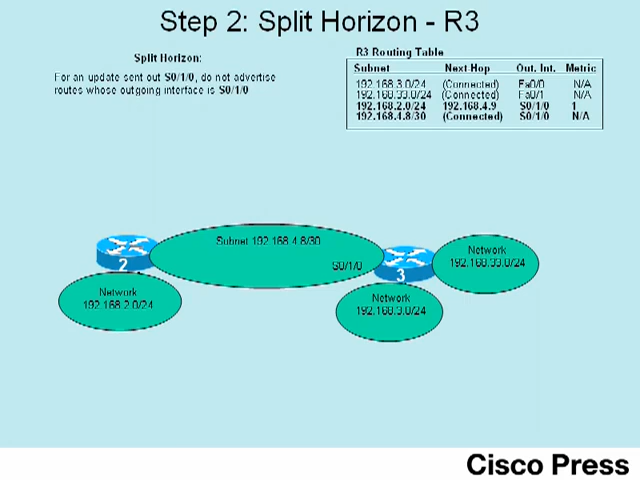 Step 2: Split Horizon - R3
Split Horizon:
For an update sent out S0/1/0, do not advertise
routes whose outgoing interface is S0/1/0
R3 Routing Table
Subnet Next Hop Out. Int. Metric
192.168.3.0/24 (Connected) Fa0/0 N/A
192.168.33.0/24 (Connected) Fa0/1 N/A
192.168.2.0/24 192.168.4.9 S0/1/0 1
192.168.4.8/30 (Connected) S0/1/0 N/A
Subnet 192.168.4.8/30
S0/1/0
2
3
Network
192.168.33.0/24
Network
192.168.2.0/24
Network
192.168.3.0/24
Cisco Press